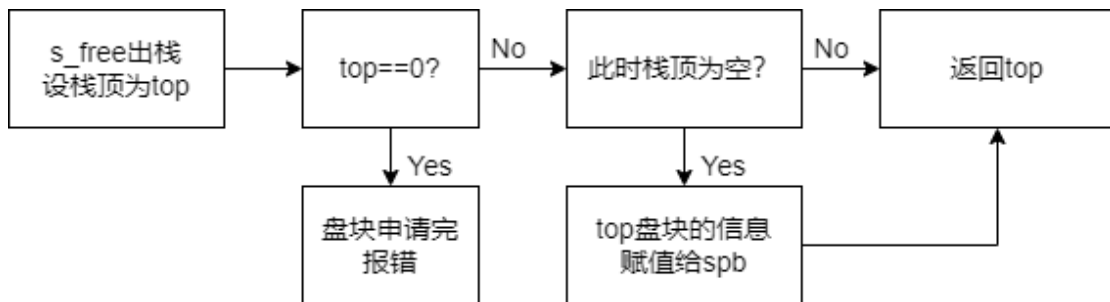 s_free出栈
设栈顶为top
top==0?
No
此时栈顶为空?
No
返回top
Yes
Yes
盘块申请完
报错
top盘块的信息
赋值给spb